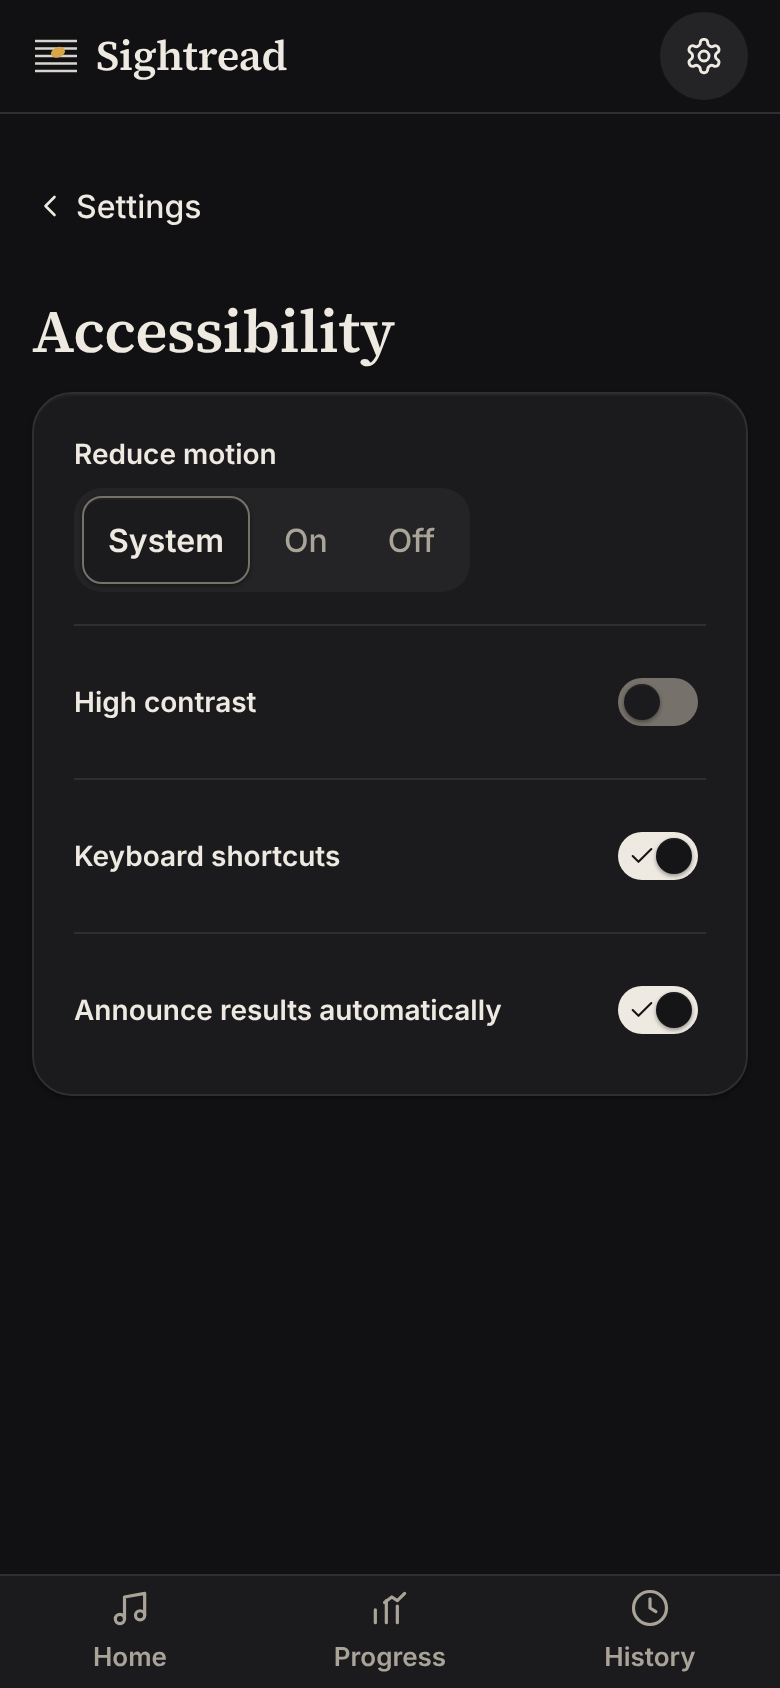 Sightread
Settings
Accessibility
Reduce motion
System On Off
High contrast
Keyboard shortcuts
Announce results automatically
Home Progress History